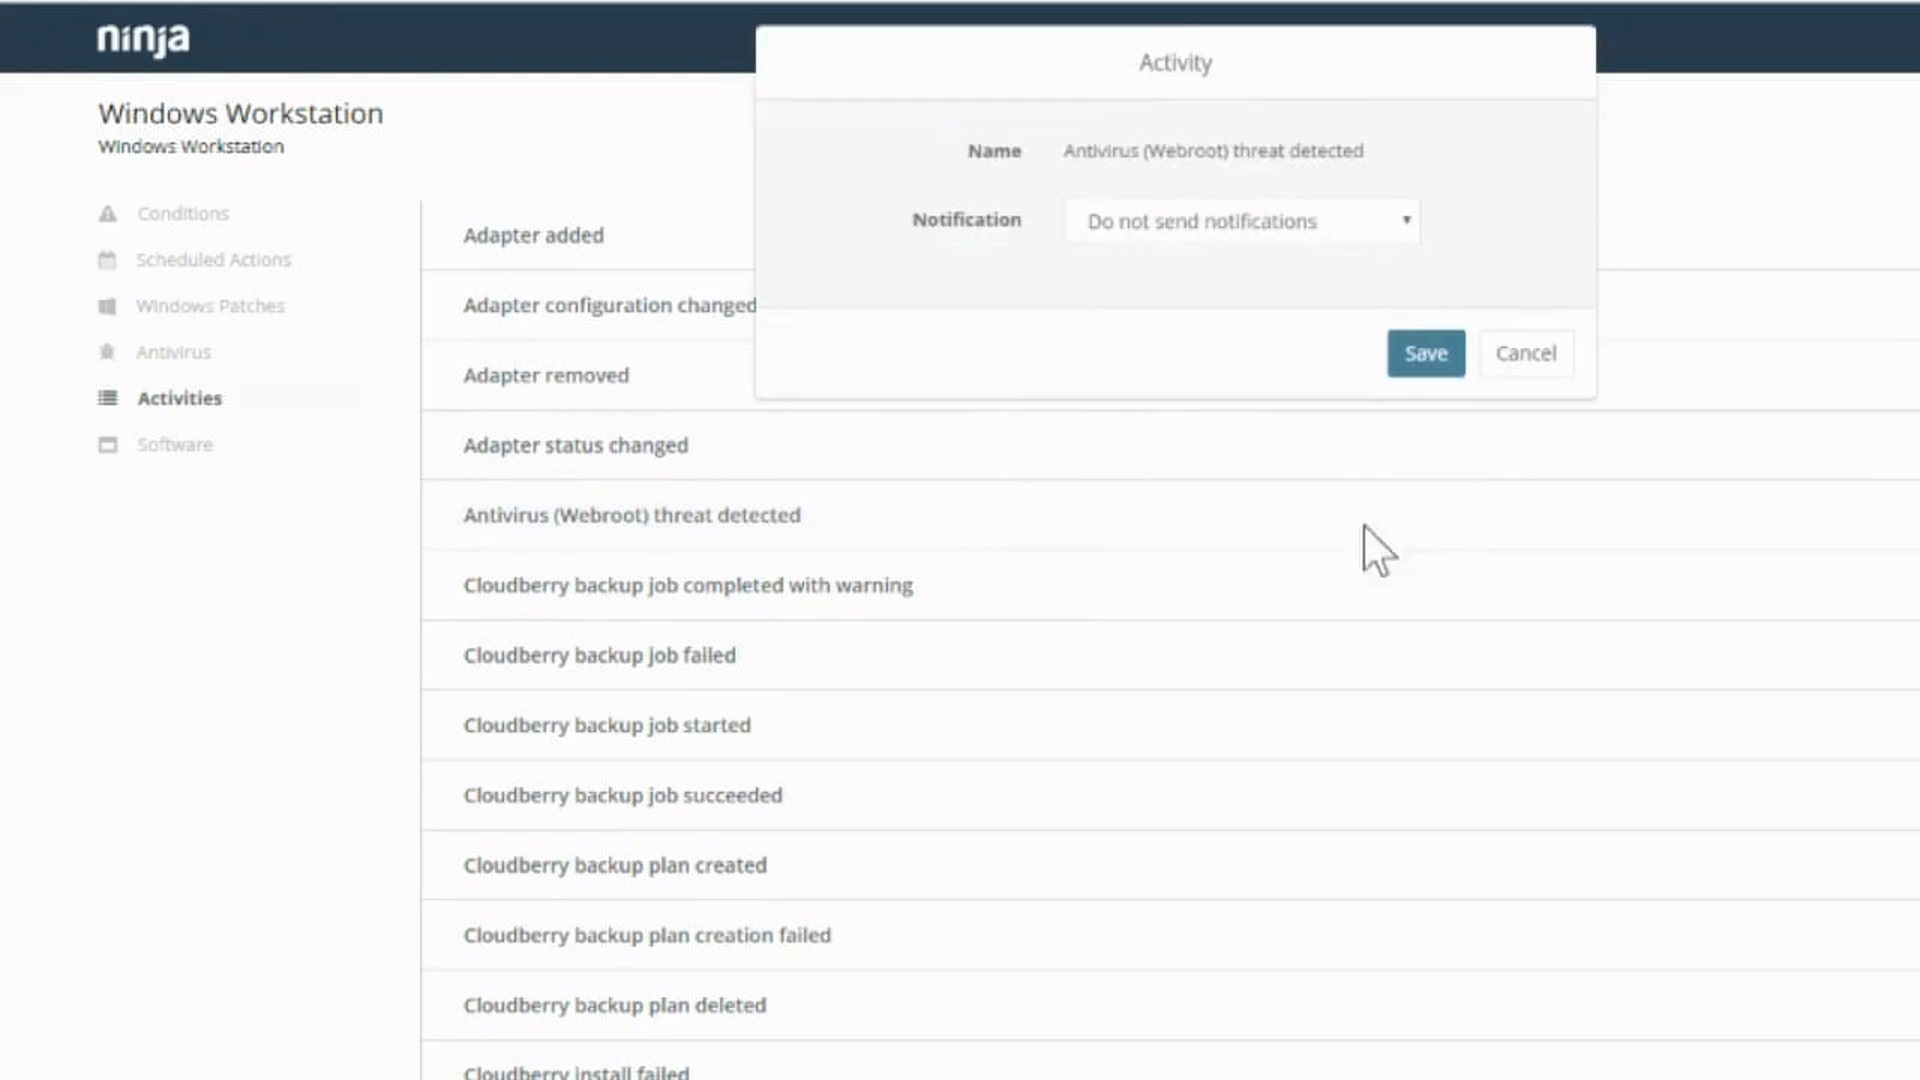 ninja
Windows Workstation
Windows Workstation
Conditions
Scheduled Actions
Windows Patches
Antivirus
Activities
Software
Activity
Name Antivirus (Webroot) threat detected
Notification Do not send notifications
Save Cancel
Adapter added
Adapter configuration changed
Adapter removed
Adapter status changed
Antivirus (Webroot) threat detected
Cloudberry backup job completed with warning
Cloudberry backup job failed
Cloudberry backup job started
Cloudberry backup job succeeded
Cloudberry backup plan created
Cloudberry backup plan creation failed
Cloudberry backup plan deleted
Cloudberry install failed